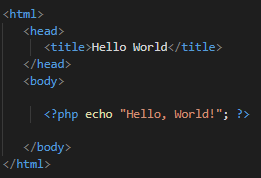 <html>
<head>
<title>Hello World</title>
</head>
<body>
<?php echo "Hello, World!"; ?>
</body>
</html>